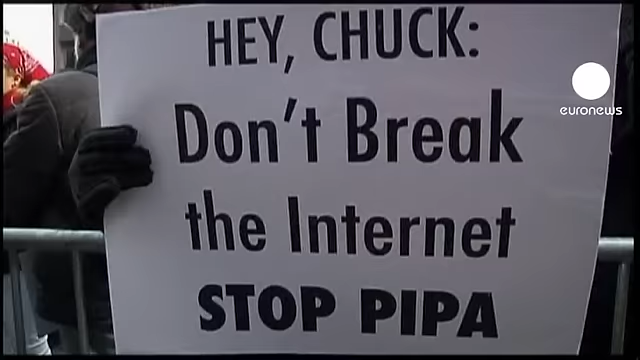 HEY, CHUCK:
Don't Break
the Internet
STOP PIPA
euronews